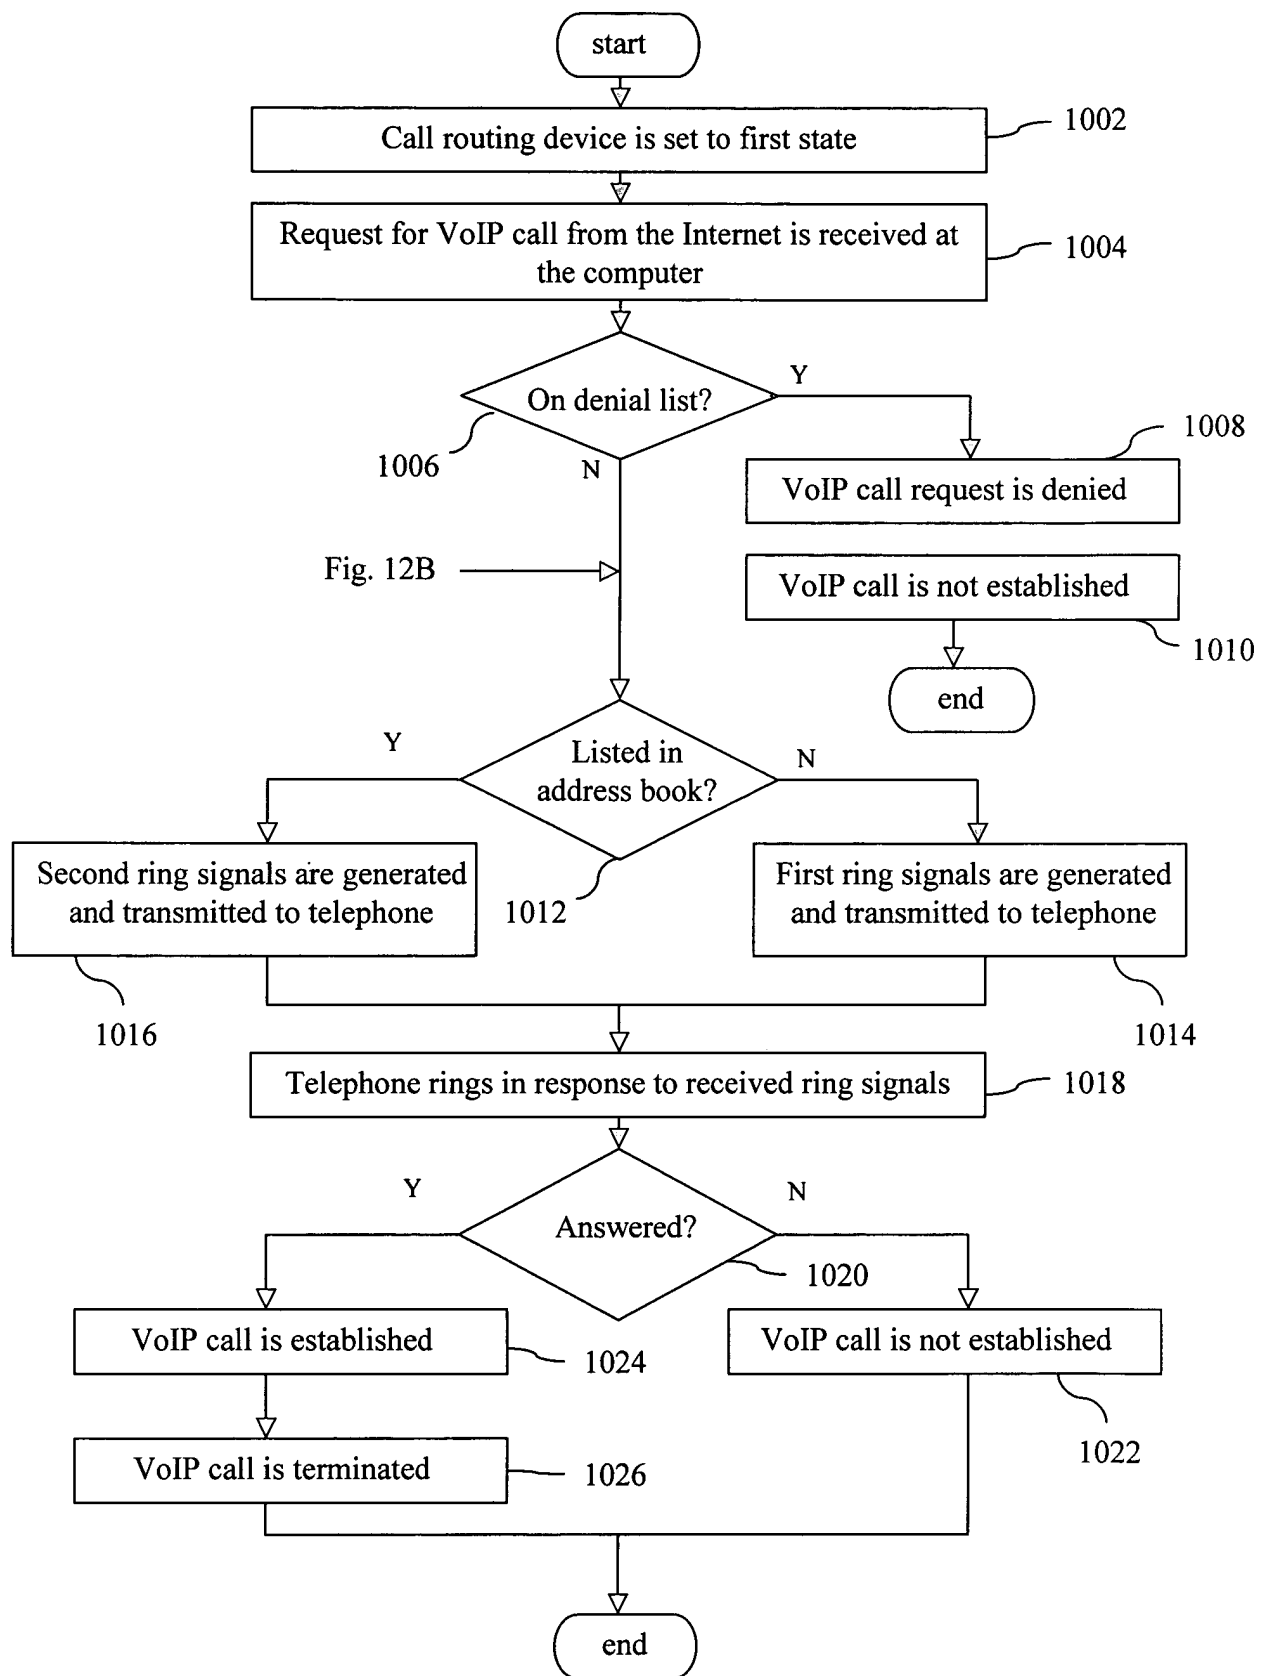 start
Call routing device is set to first state
1002
Request for VoIP call from the Internet is received at
the computer
1004
On denial list?
Y
1006
N
1008
VoIP call request is denied
Fig. 12B
VoIP call is not established
1010
end
Y
Listed in
address book?
N
1012
Second ring signals are generated
and transmitted to telephone
First ring signals are generated
and transmitted to telephone
1016
1014
Telephone rings in response to received ring signals
1018
Y
Answered?
N
1020
VoIP call is established
1024
VoIP call is not established
1022
VoIP call is terminated
1026
end